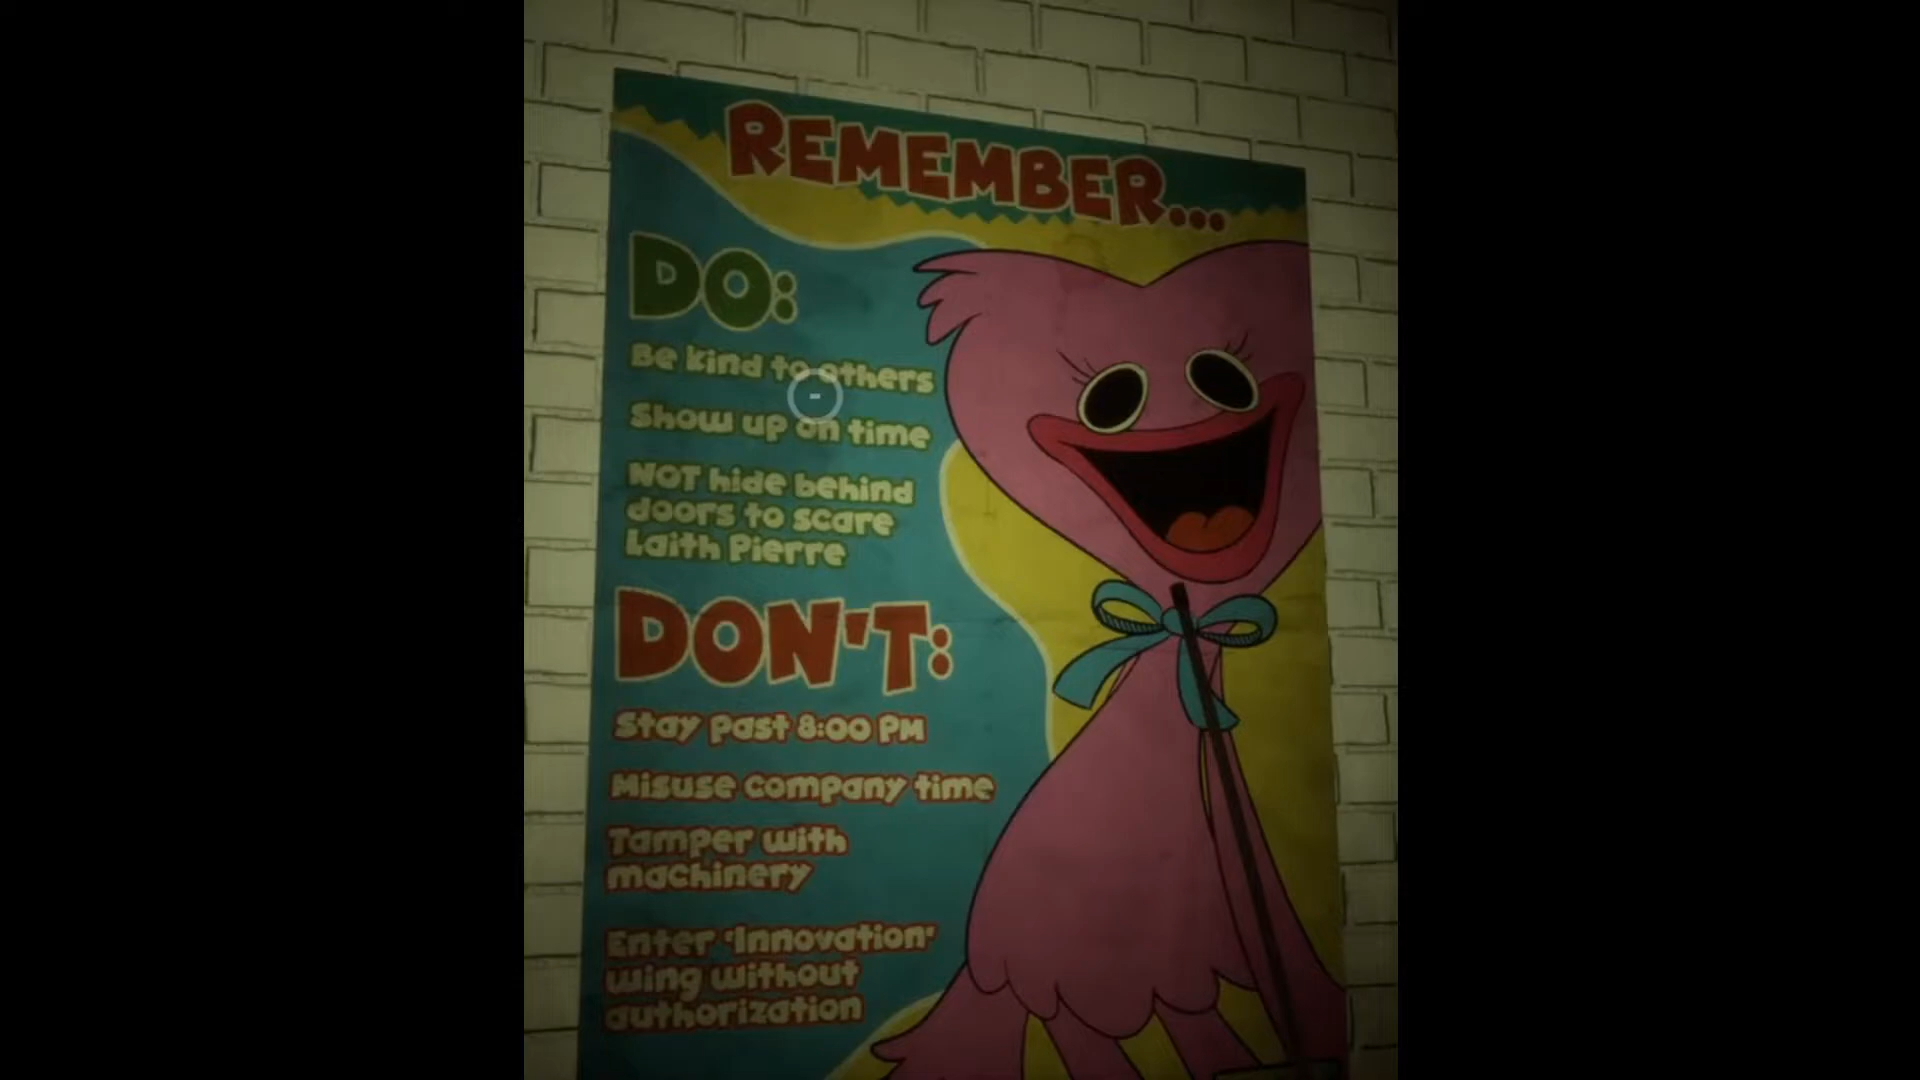 REMEMBER...
DO:
Be kind to others
Show up on time
NOT hide behind
doors to scare
Laith Pierre
DON'T:
Stay past 8:00 PM
Misuse company time
Tamper with
machinery
Enter 'Innovation'
wing without
authorization